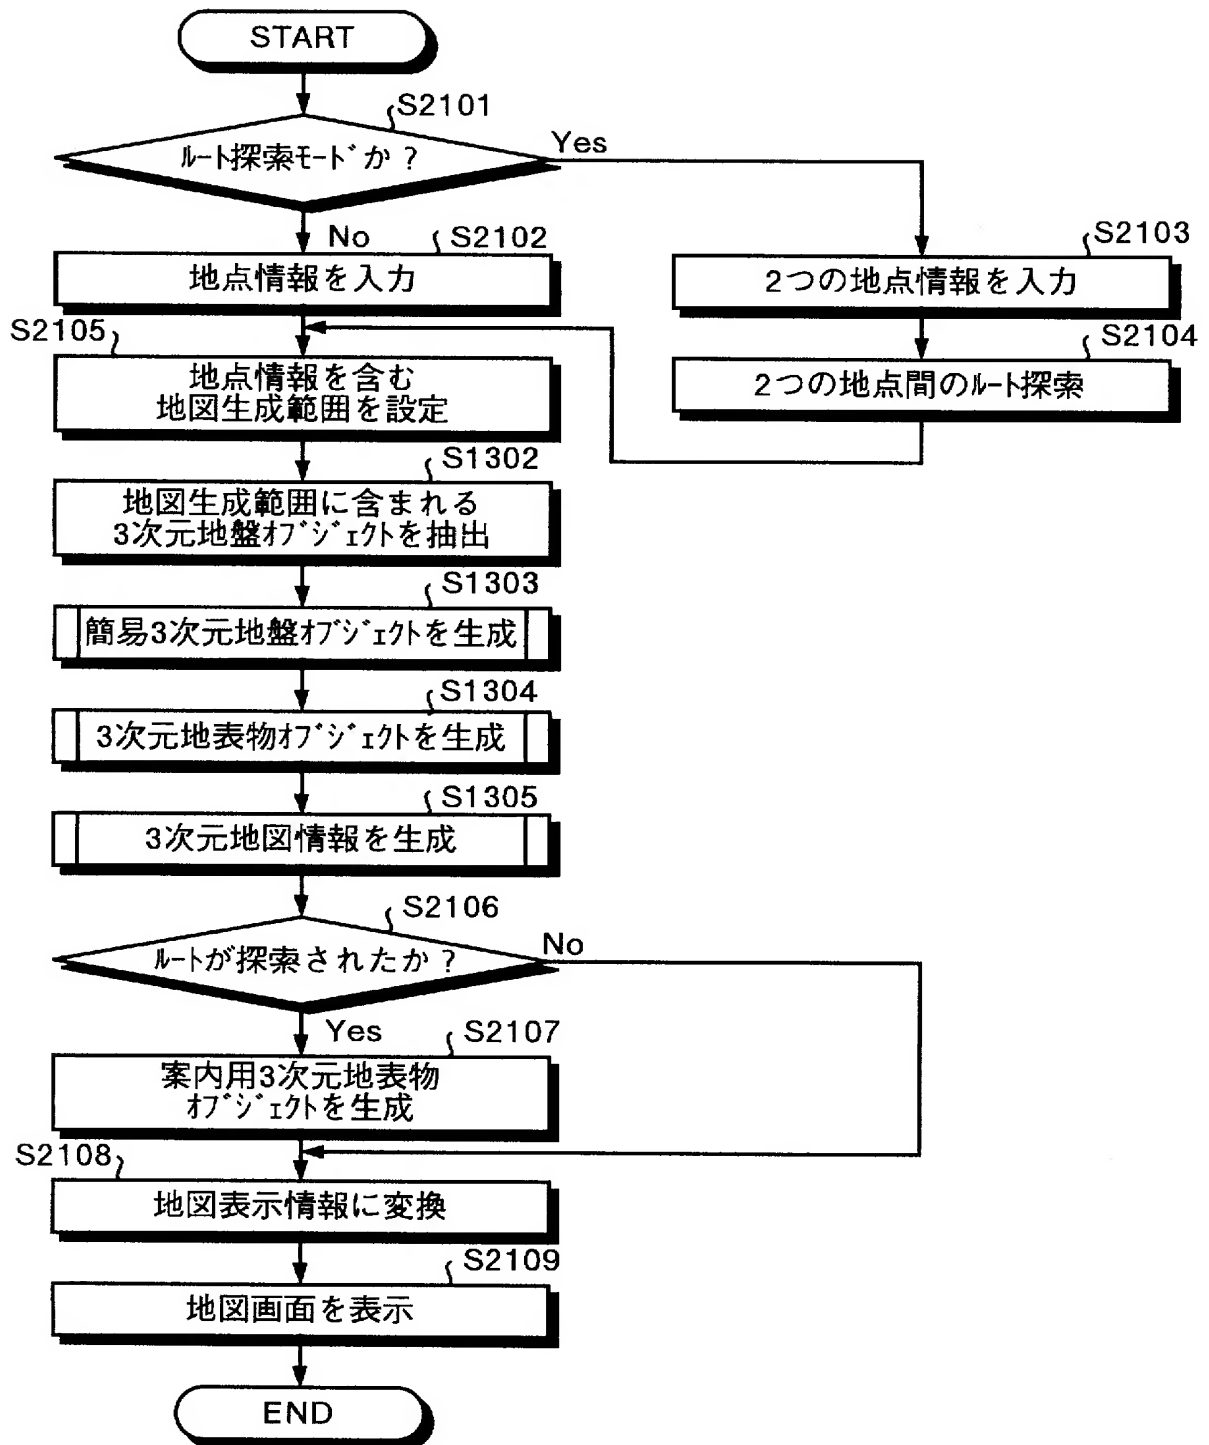 START
S2101
ルート探索モードか？
Yes
No
S2102
地点情報を入力
S2103
2つの地点情報を入力
S2104
2つの地点間のルート探索
S2105
地点情報を含む
地図生成範囲を設定
S1302
地図生成範囲に含まれる
3次元地盤オブジェクトを抽出
S1303
簡易3次元地盤オブジェクトを生成
S1304
3次元地表物オブジェクトを生成
S1305
3次元地図情報を生成
S2106
ルートが探索されたか？
No
Yes
S2107
案内用3次元地表物
オブジェクトを生成
S2108
地図表示情報に変換
S2109
地図画面を表示
END